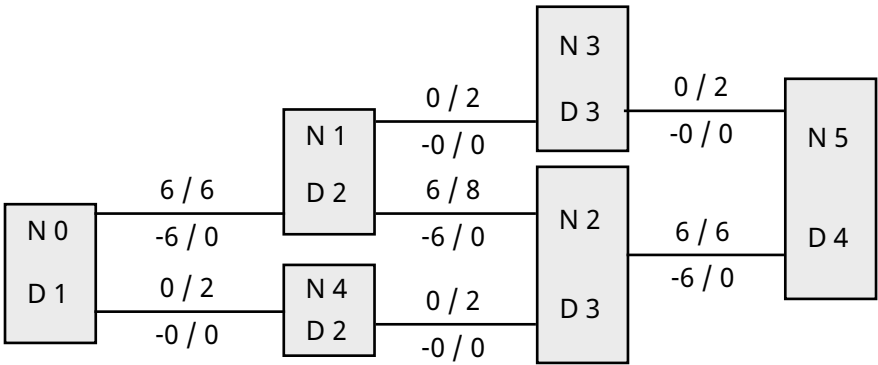 N 0
D 1
6 / 6
-6 / 0
0 / 2
-0 / 0
N 1
D 2
N 4
D 2
0 / 2
-0 / 0
6 / 8
-6 / 0
0 / 2
-0 / 0
N 3
D 3
N 2
D 3
0 / 2
-0 / 0
6 / 6
-6 / 0
N 5
D 4